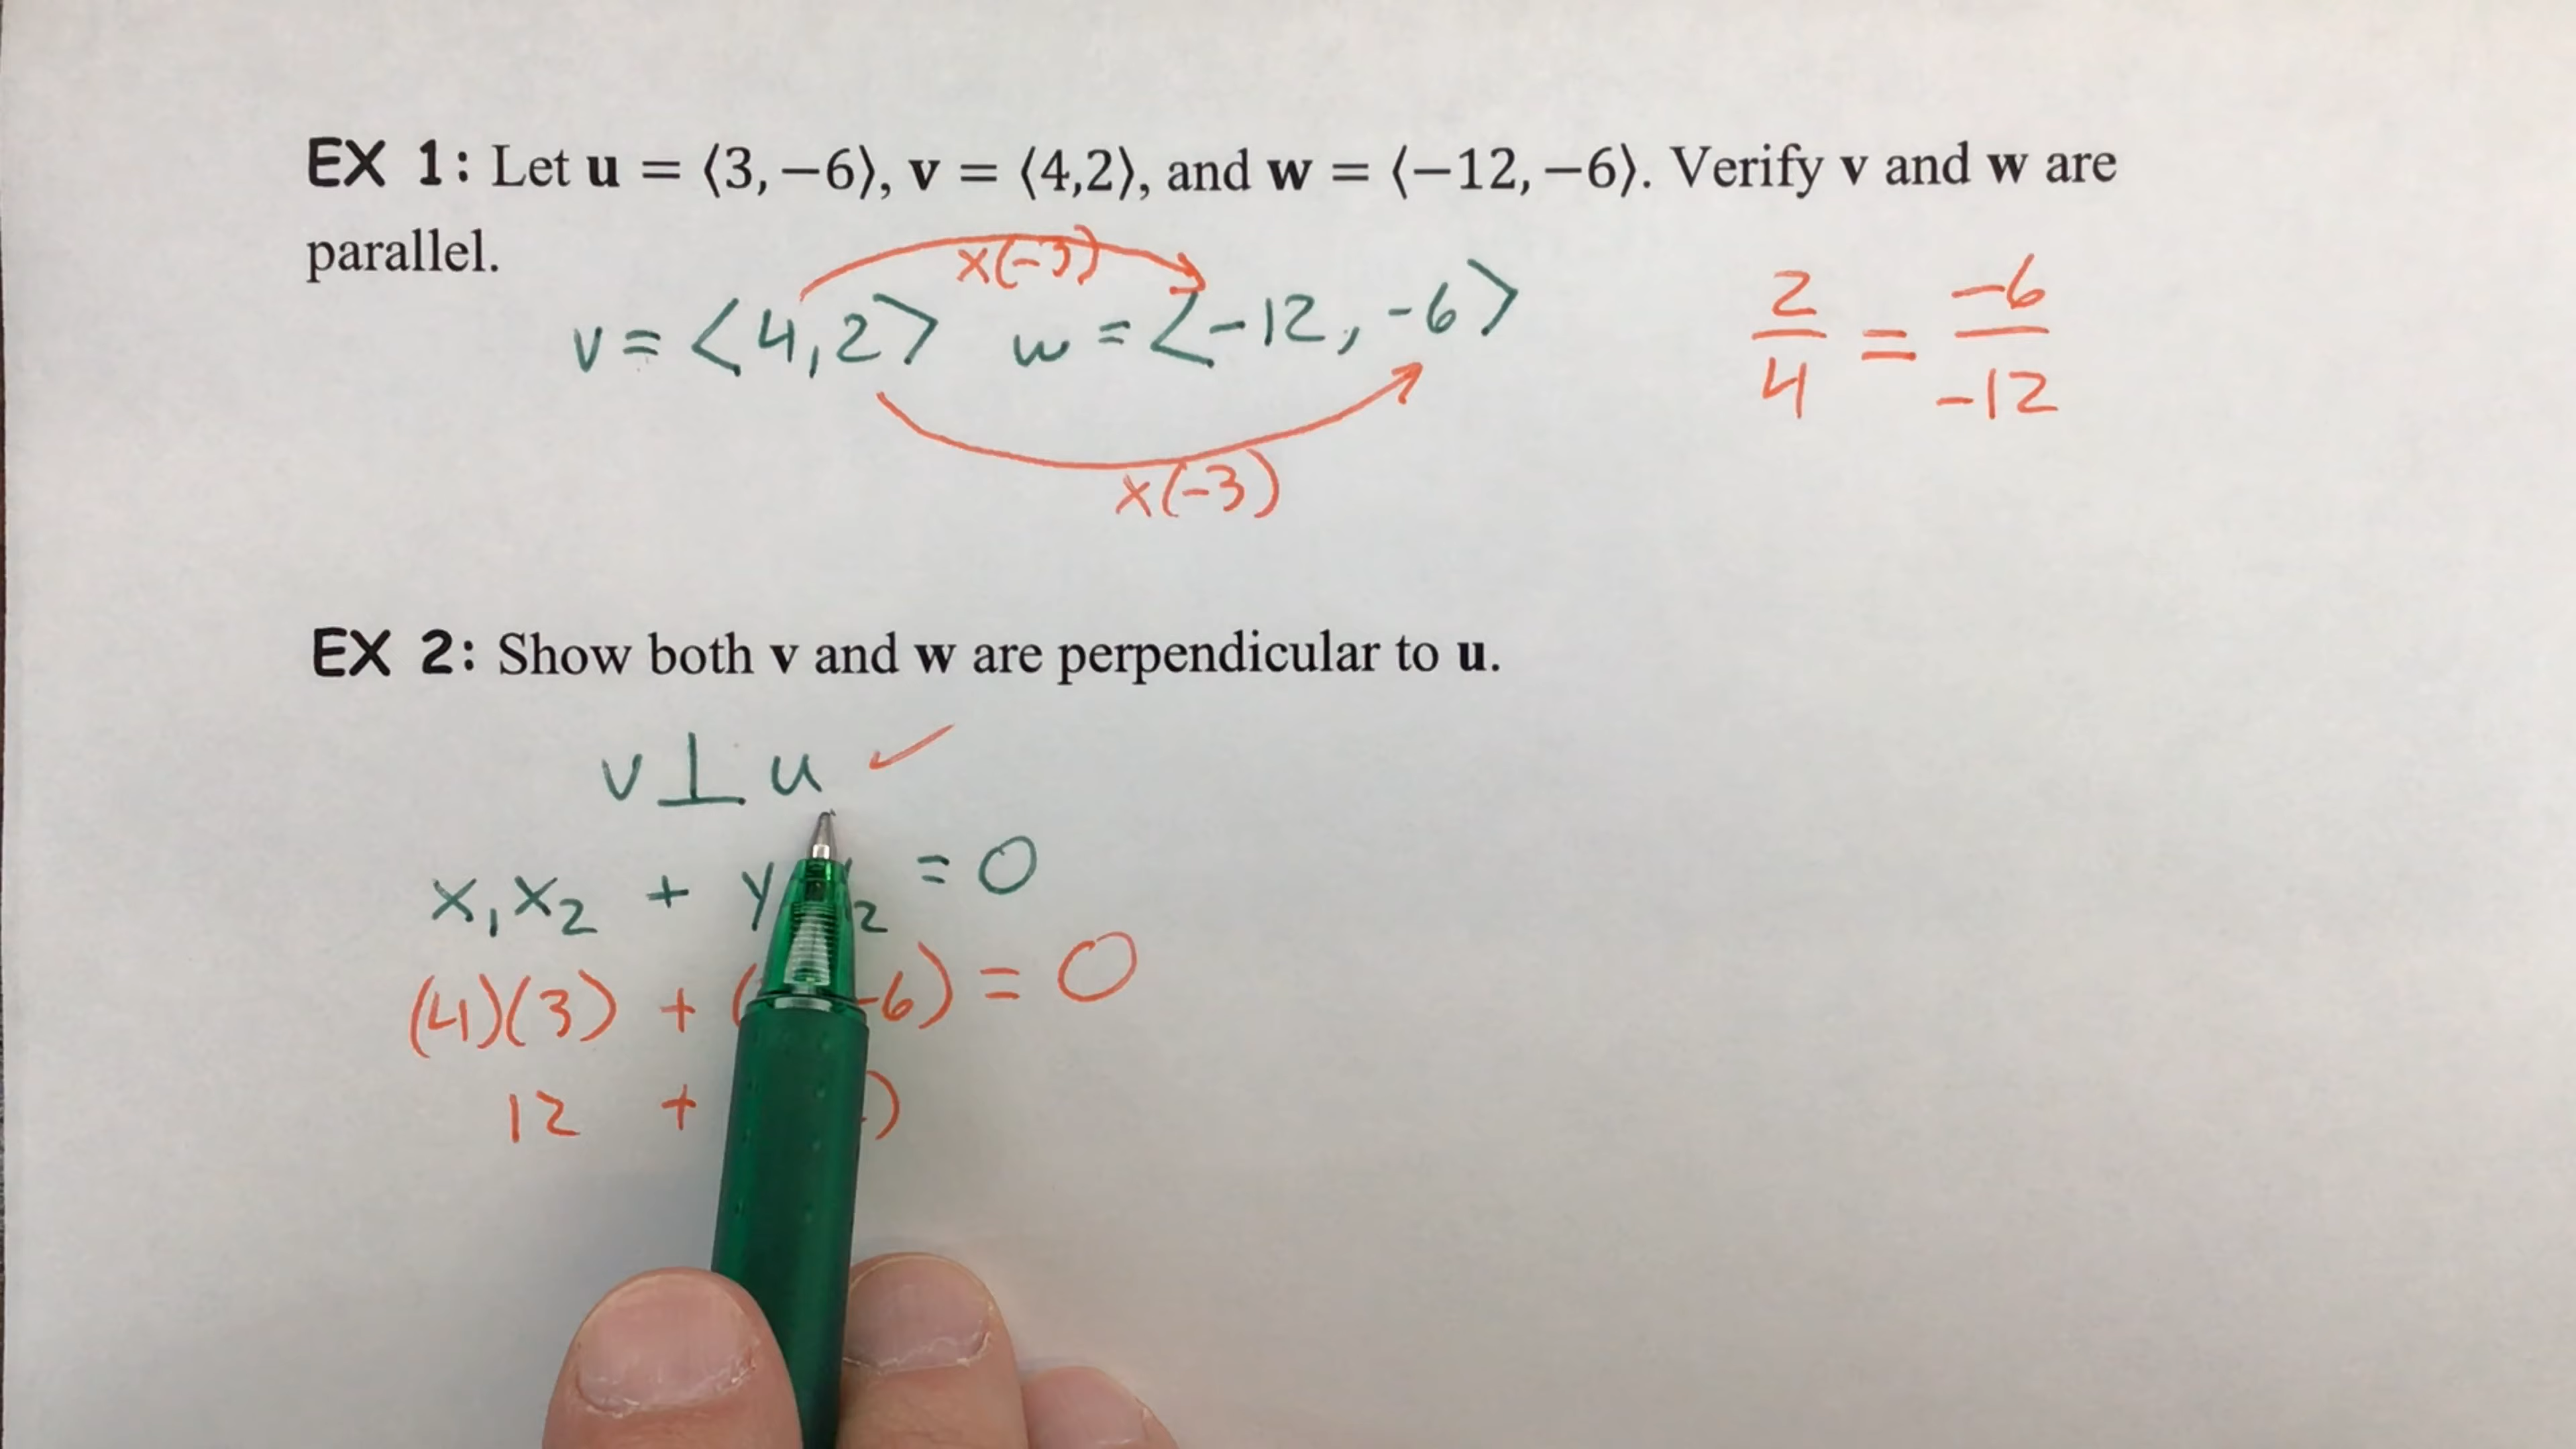 EX 1: Let u = ⟨3,−6⟩, v = ⟨4,2⟩, and w = ⟨−12,−6⟩. Verify v and w are
parallel.
x(-3)
v = <4,2> w = <-12, -6>
x(-3)
2/4 = -6/-12
EX 2: Show both v and w are perpendicular to u.
v ⊥ u ✓
x₁x₂ + y 2 = 0
(4)(3) + ( -6) = 0
12 + )